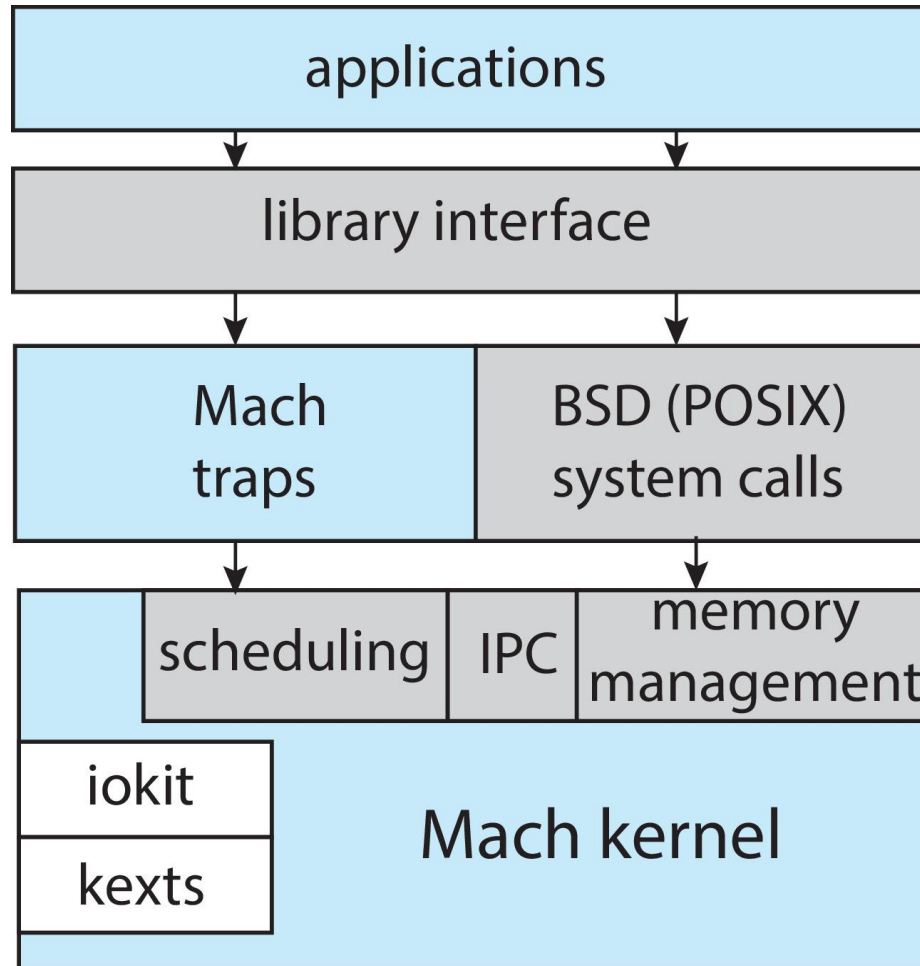 applications
library interface
Mach
traps
BSD (POSIX)
system calls
scheduling
IPC
memory
management
iokit
kexts
Mach kernel